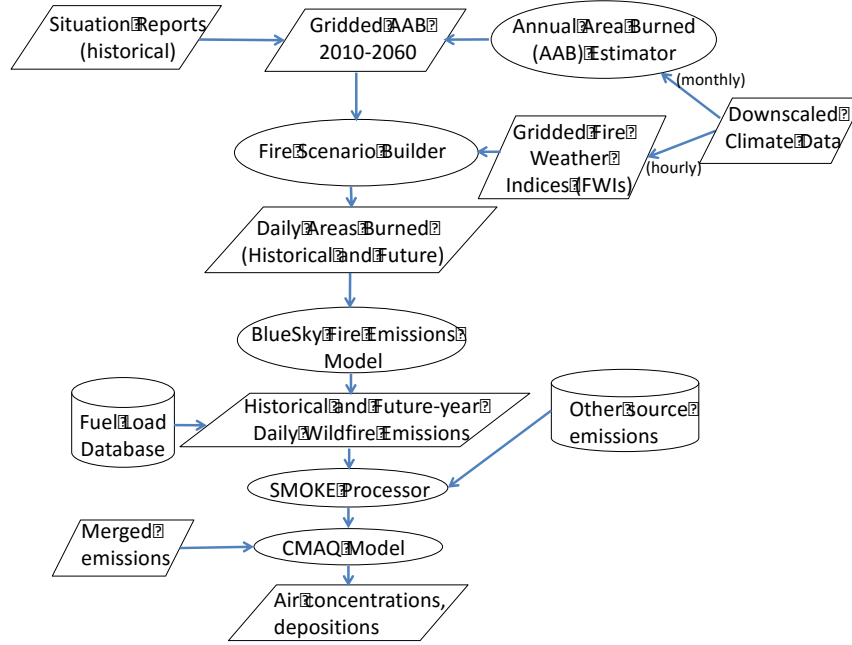 Situation Reports
(historical)
Gridded AAB
2010-2060
Annual Area Burned
(AAB) Estimator
(monthly)
Downscaled
Climate Data
(hourly)
Gridded Fire
Weather
Indices (FWIs)
Fire Scenario Builder
Daily Areas Burned
(Historical and Future)
BlueSky Fire Emissions
Model
Fuel Load
Database
Historical and Future-year
Daily Wildfire Emissions
Other source
emissions
SMOKE Processor
Merged
emissions
CMAQ Model
Air concentrations,
depositions